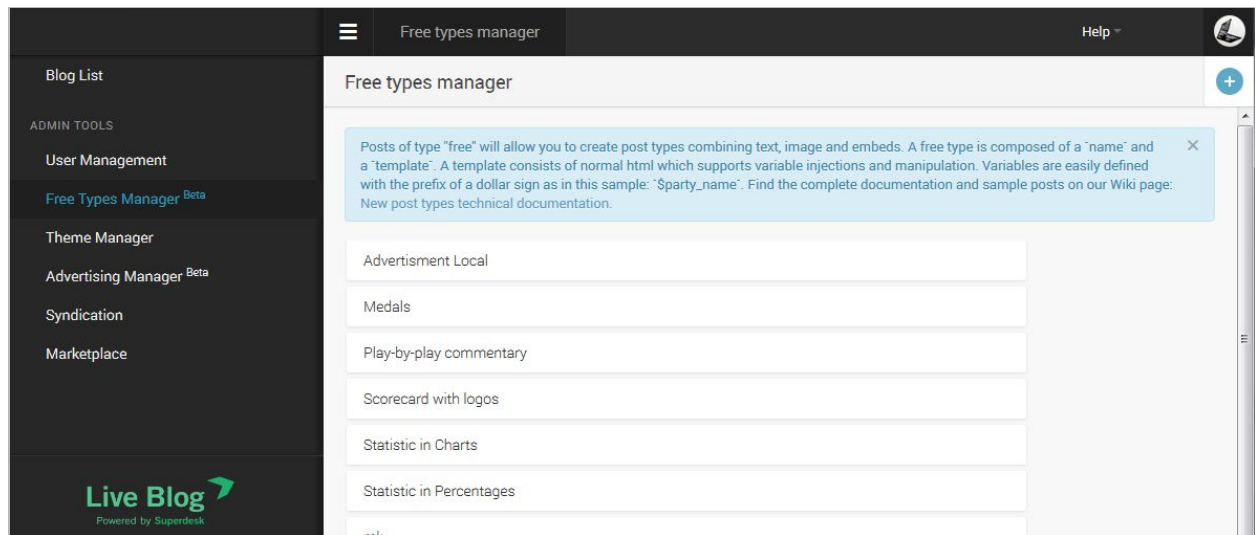 Free types manager
Help
Blog List
Free types manager
ADMIN TOOLS
User Management
Free Types Manager Beta
Theme Manager
Advertising Manager Beta
Syndication
Marketplace
Posts of type "free" will allow you to create post types combining text, image and embeds. A free type is composed of a ˜name˜ and
a ˜template˜. A template consists of normal html which supports variable injections and manipulation. Variables are easily defined
with the prefix of a dollar sign as in this sample: ˜$party_name˜. Find the complete documentation and sample posts on our Wiki page:
New post types technical documentation.
Advertisment Local
Medals
Play-by-play commentary
Scorecard with logos
Statistic in Charts
Statistic in Percentages
Live Blog
Powered by Superdesk